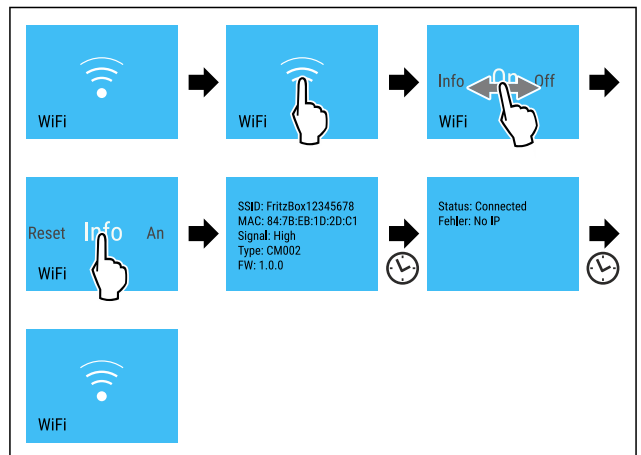 WiFi
WiFi
Info On Off
WiFi
Reset Info An
WiFi
SSID: FritzBox12345678
MAC: 84:7B:EB:1D:2D:C1
Signal: High
Type: CM002
FW: 1.0.0
Status: Connected
Fehler: No IP
WiFi